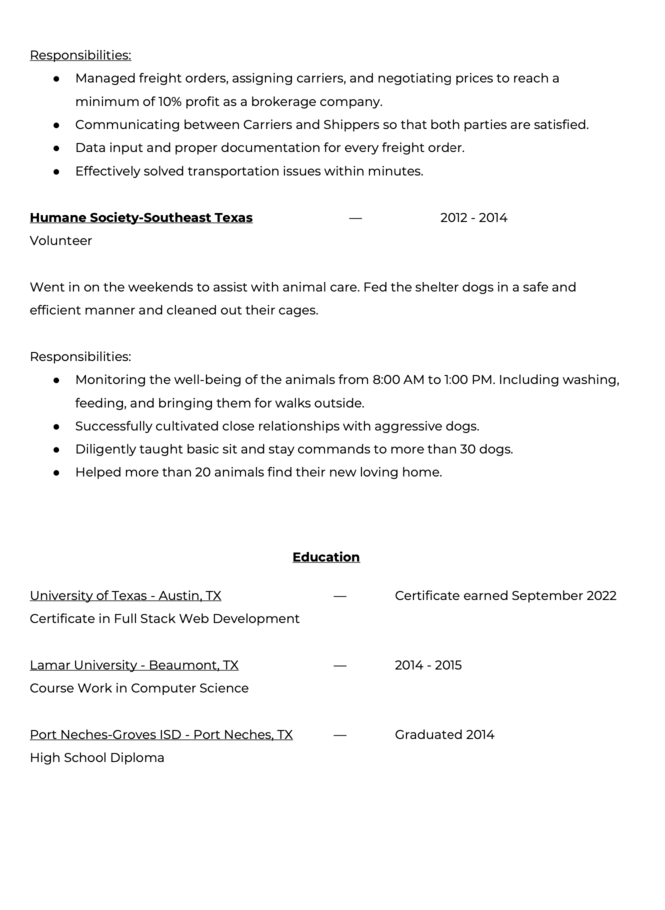 Responsibilities:
● Managed freight orders, assigning carriers, and negotiating prices to reach a
minimum of 10% profit as a brokerage company.
● Communicating between Carriers and Shippers so that both parties are satisfied.
● Data input and proper documentation for every freight order.
● Effectively solved transportation issues within minutes.
Humane Society-Southeast Texas — 2012 - 2014
Volunteer
Went in on the weekends to assist with animal care. Fed the shelter dogs in a safe and
efficient manner and cleaned out their cages.
Responsibilities:
● Monitoring the well-being of the animals from 8:00 AM to 1:00 PM. Including washing,
feeding, and bringing them for walks outside.
● Successfully cultivated close relationships with aggressive dogs.
● Diligently taught basic sit and stay commands to more than 30 dogs.
● Helped more than 20 animals find their new loving home.
Education
University of Texas - Austin, TX — Certificate earned September 2022
Certificate in Full Stack Web Development
Lamar University - Beaumont, TX — 2014 - 2015
Course Work in Computer Science
Port Neches-Groves ISD - Port Neches, TX — Graduated 2014
High School Diploma